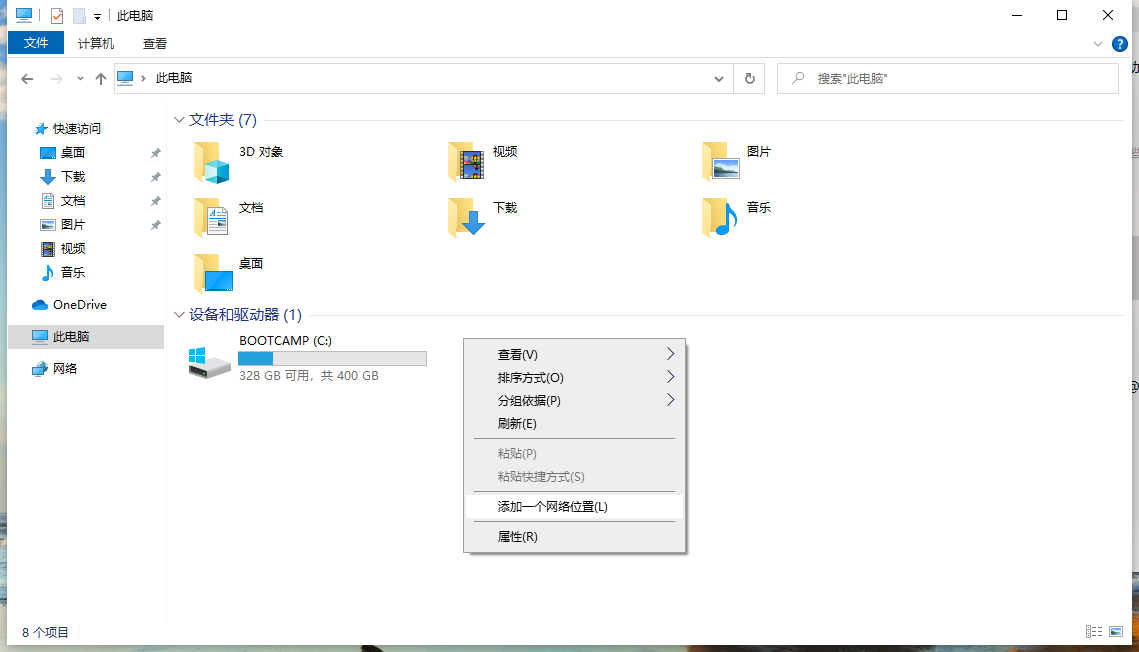 此电脑
文件 计算机 查看
此电脑
搜索"此电脑"
快速访问
桌面
下载
文档
图片
视频
音乐
OneDrive
此电脑
网络
文件夹 (7)
3D 对象
视频
图片
文档
下载
音乐
桌面
设备和驱动器 (1)
BOOTCAMP (C:)
328 GB 可用，共 400 GB
查看(V)
排序方式(O)
分组依据(P)
刷新(E)
粘贴(P)
粘贴快捷方式(S)
添加一个网络位置(L)
属性(R)
8 个项目